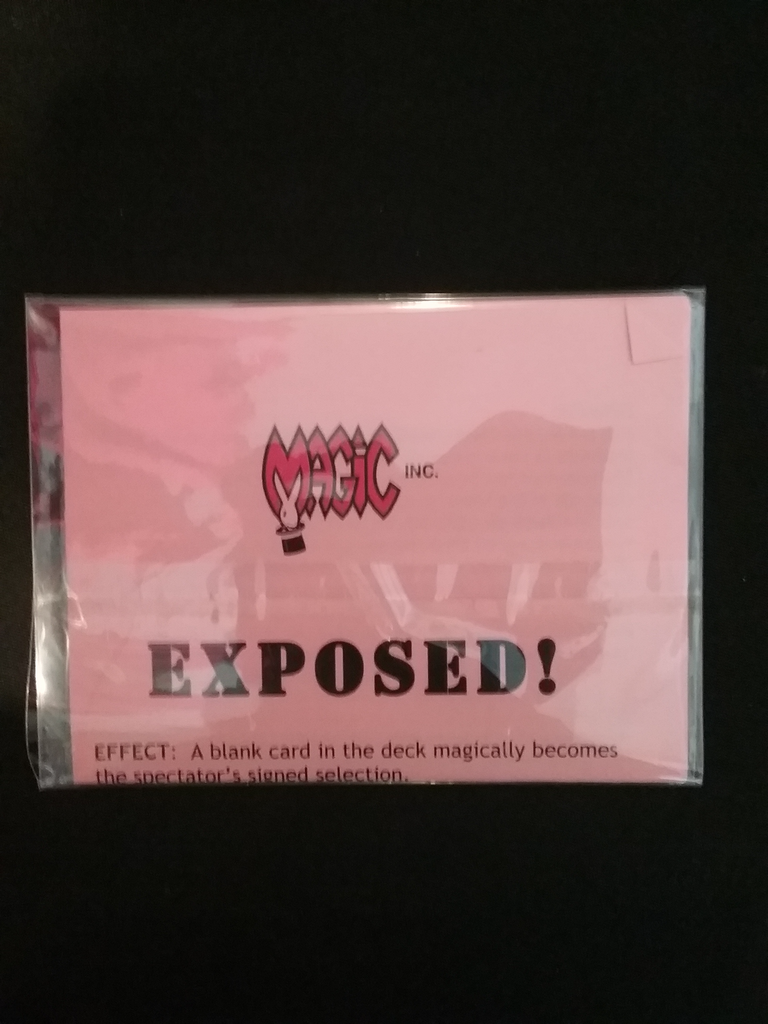 MAGIC INC.
EXPOSED!
EFFECT: A blank card in the deck magically becomes
the spectator's signed selection.